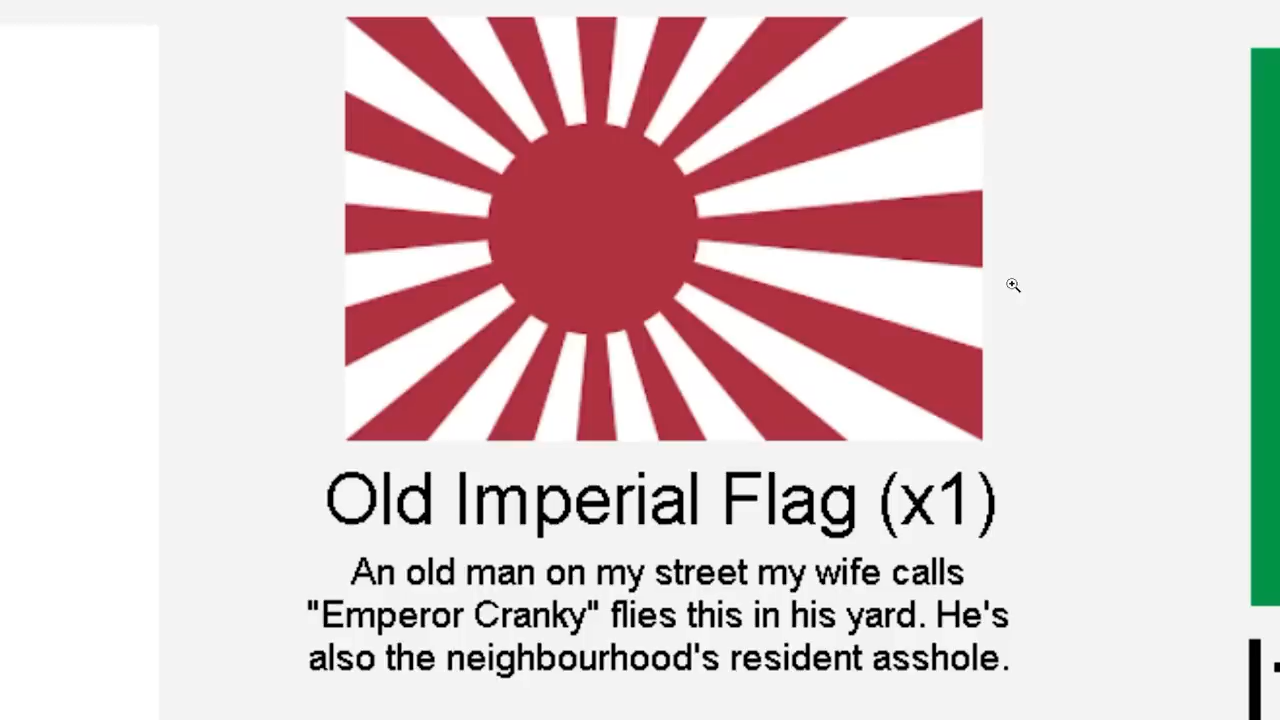 Old Imperial Flag (x1)
An old man on my street my wife calls
"Emperor Cranky" flies this in his yard. He's
also the neighbourhood's resident asshole.